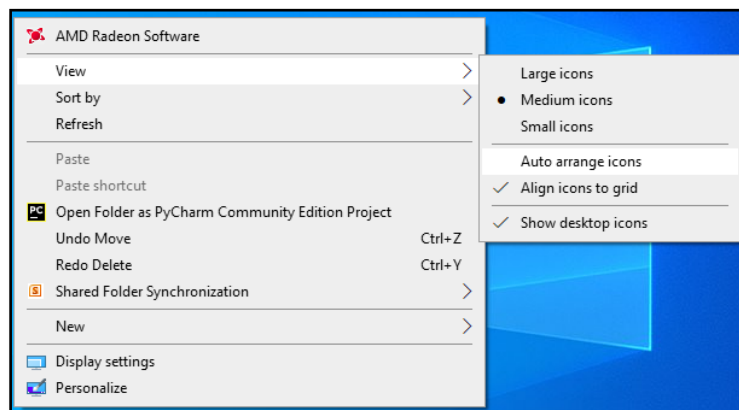 AMD Radeon Software
View
Sort by
Refresh
Paste
Paste shortcut
PC Open Folder as PyCharm Community Edition Project
Undo Move Ctrl+Z
Redo Delete Ctrl+Y
S Shared Folder Synchronization
New
Display settings
Personalize
Large icons
Medium icons
Small icons
Auto arrange icons
Align icons to grid
Show desktop icons